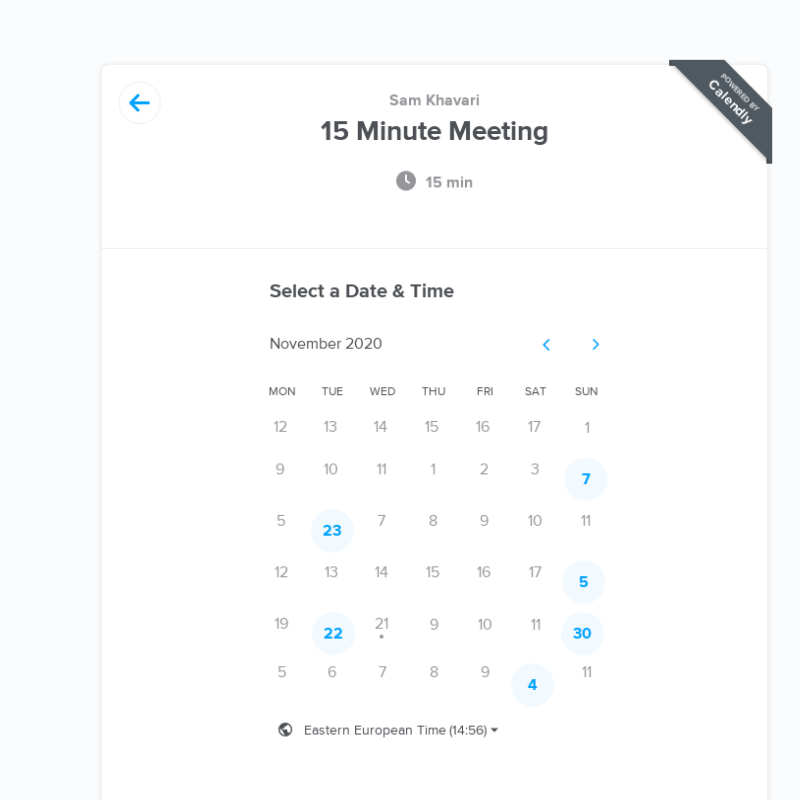 POWERED BY
Calendly
Sam Khavari
15 Minute Meeting
15 min
Select a Date & Time
November 2020
MON TUE WED THU FRI SAT SUN
12 13 14 15 16 17 1
9 10 11 1 2 3 7
5 23 7 8 9 10 11
12 13 14 15 16 17 5
19 22 21 9 10 11 30
5 6 7 8 9 4 11
Eastern European Time (14:56)